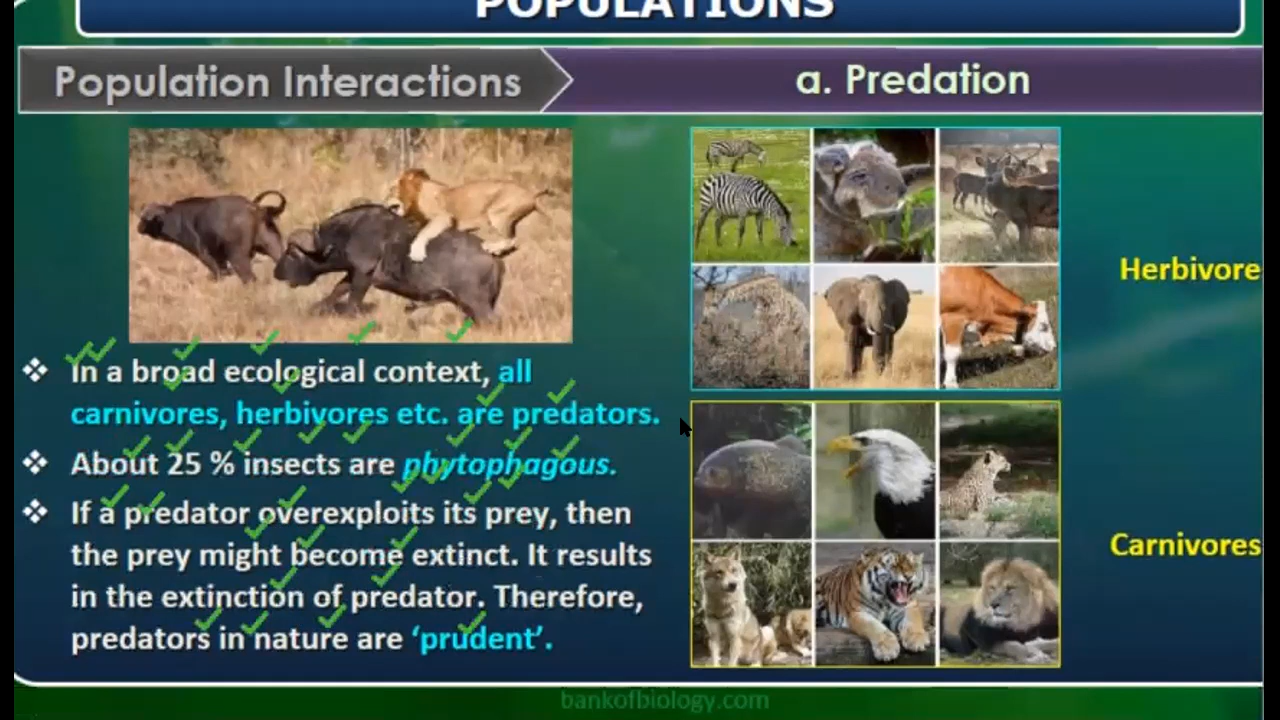 POPULATIONS
Population Interactions
a. Predation
❖ In a broad ecological context, all
carnivores, herbivores etc. are predators.
❖ About 25 % insects are phytophagous.
❖ If a predator overexploits its prey, then
the prey might become extinct. It results
in the extinction of predator. Therefore,
predators in nature are ‘prudent’.
Herbivore
Carnivores
bankofbiology.com